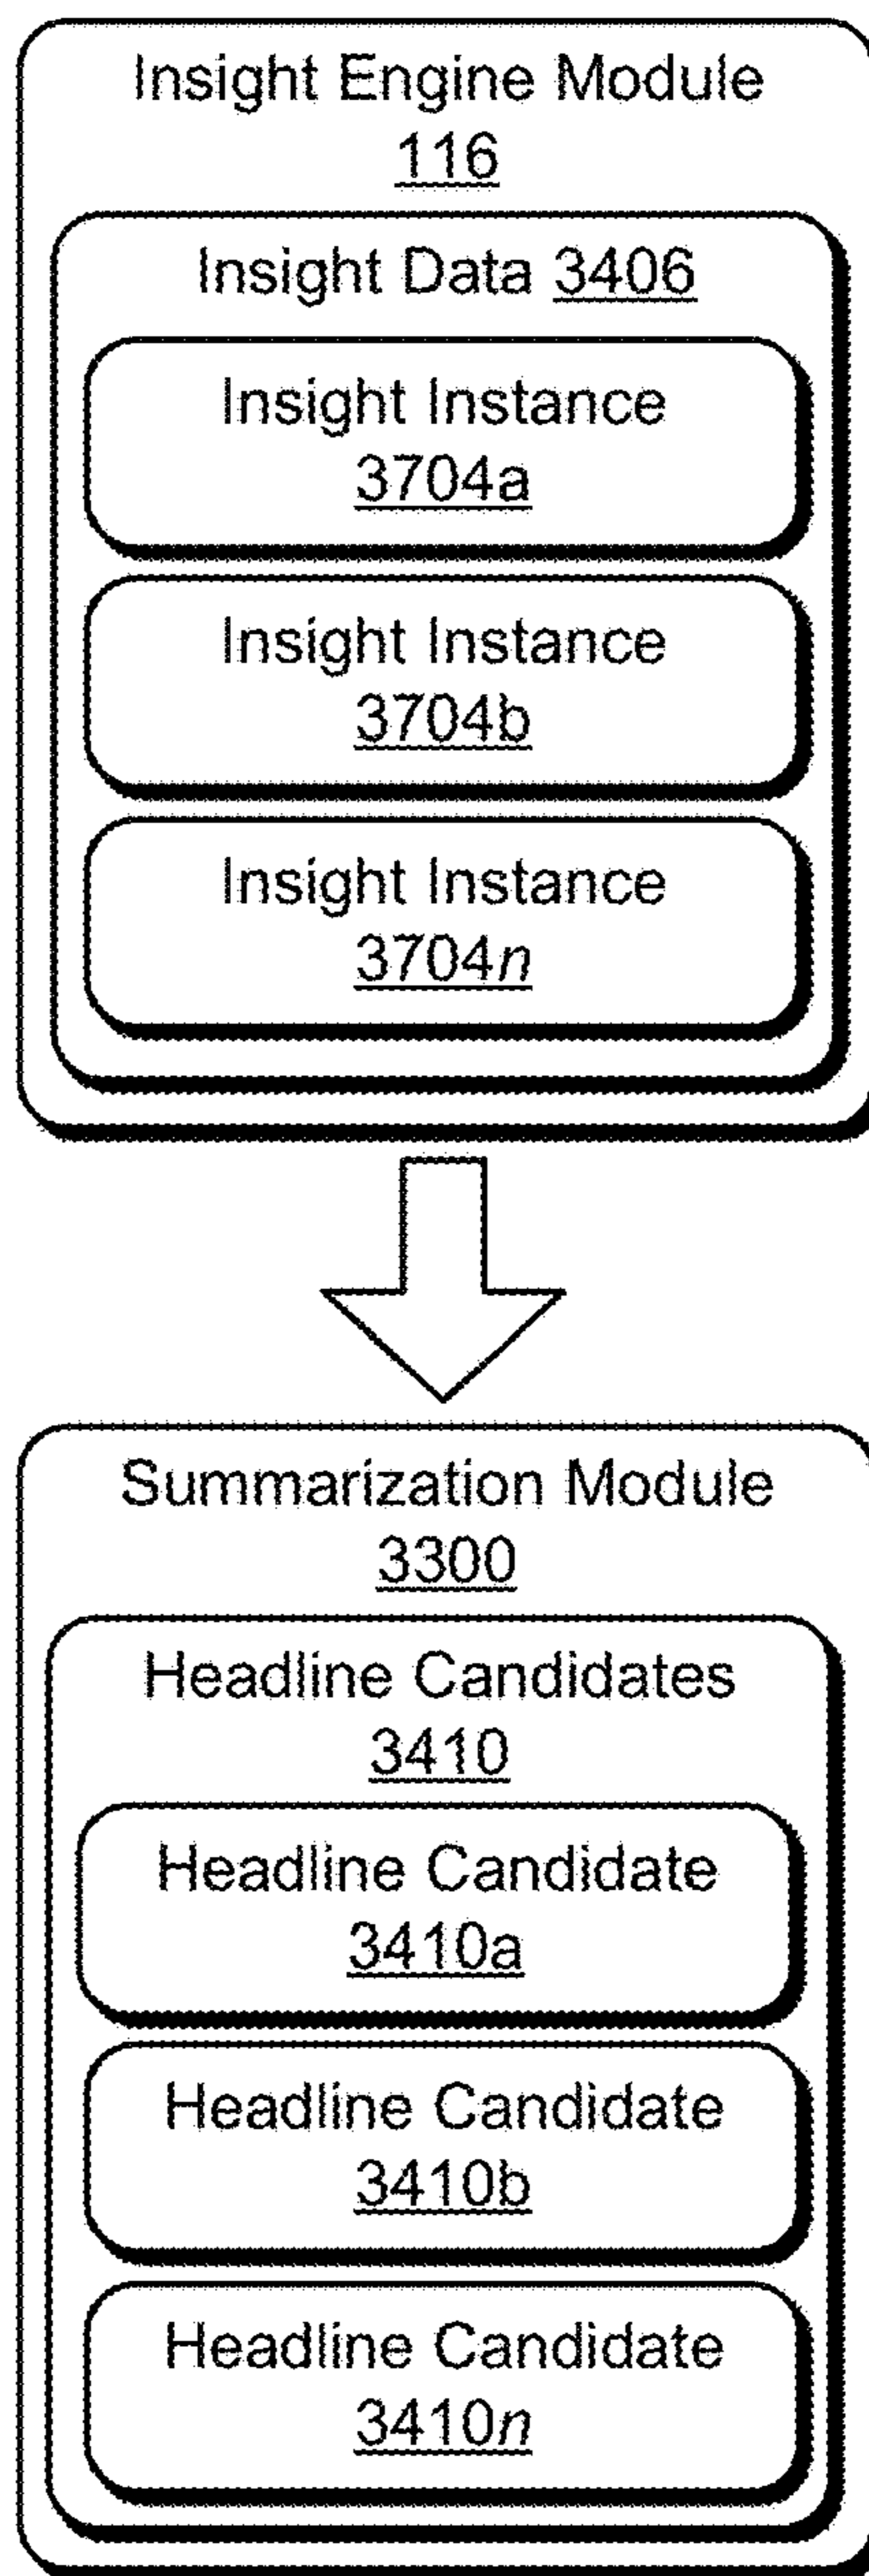 Insight Engine Module
116
Insight Data 3406
Insight Instance
3704a
Insight Instance
3704b
Insight Instance
3704n
Summarization Module
3300
Headline Candidates
3410
Headline Candidate
3410a
Headline Candidate
3410b
Headline Candidate
3410n